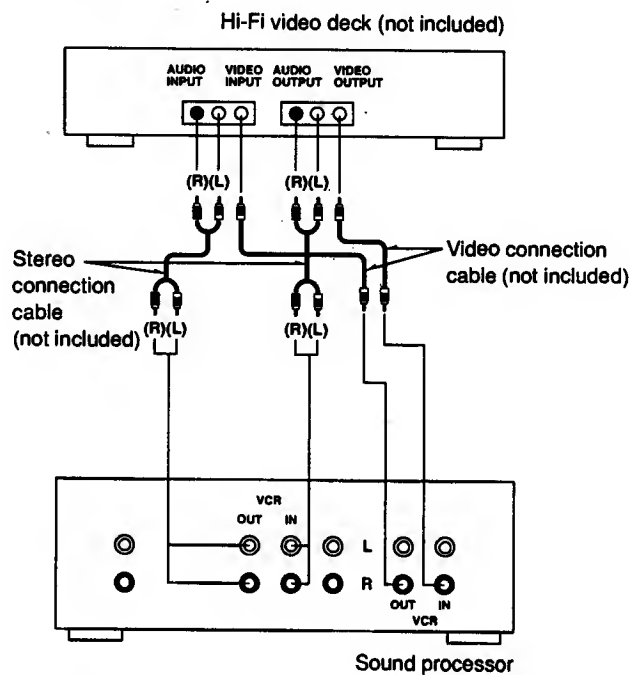 Hi-Fi video deck (not included)
AUDIO INPUT
VIDEO INPUT
AUDIO OUTPUT
VIDEO OUTPUT
(R)(L)
(R)(L)
Stereo
connection
cable
(not included)
Video connection
cable (not included)
(R)(L)
(R)(L)
VCR
OUT IN
L
R
OUT IN
VCR
Sound processor